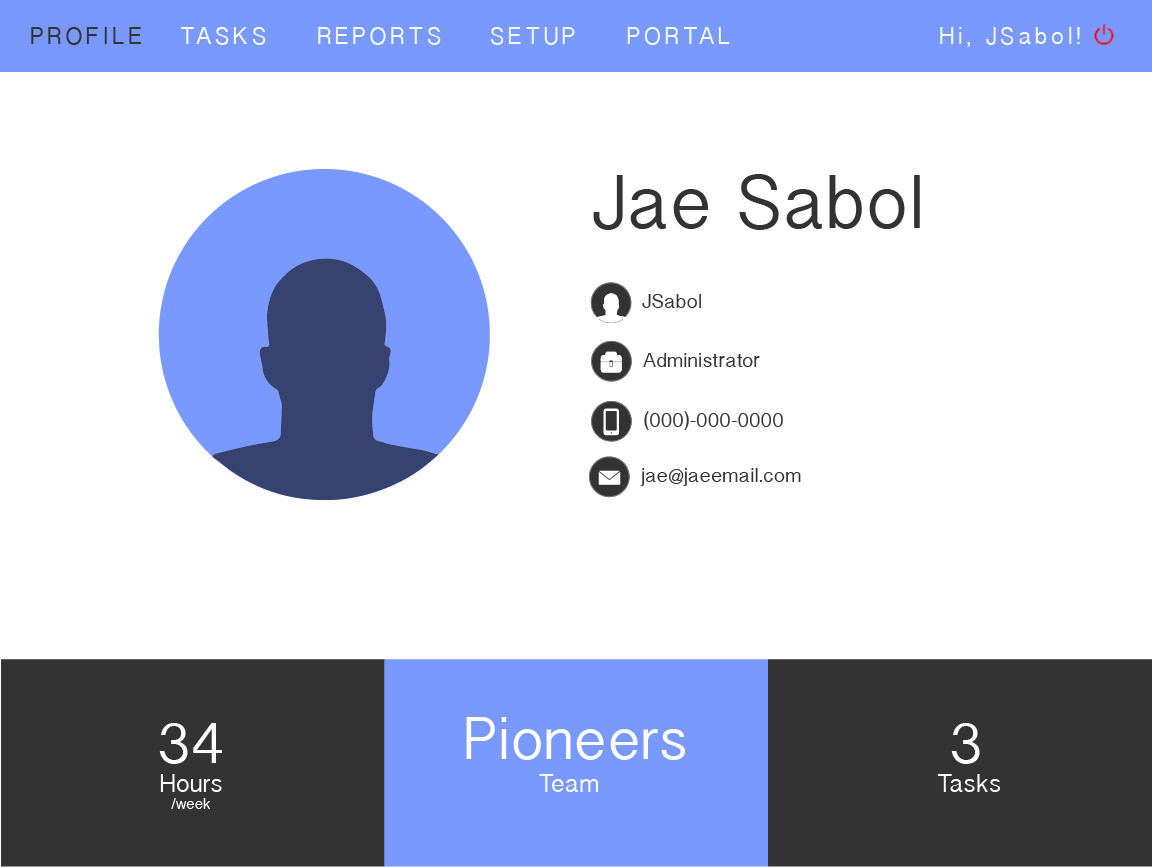 PROFILE TASKS REPORTS SETUP PORTAL Hi, JSabol!
Jae Sabol
JSabol
Administrator
(000)-000-0000
jae@jaeemail.com
34
Hours
/week
Pioneers
Team
3
Tasks